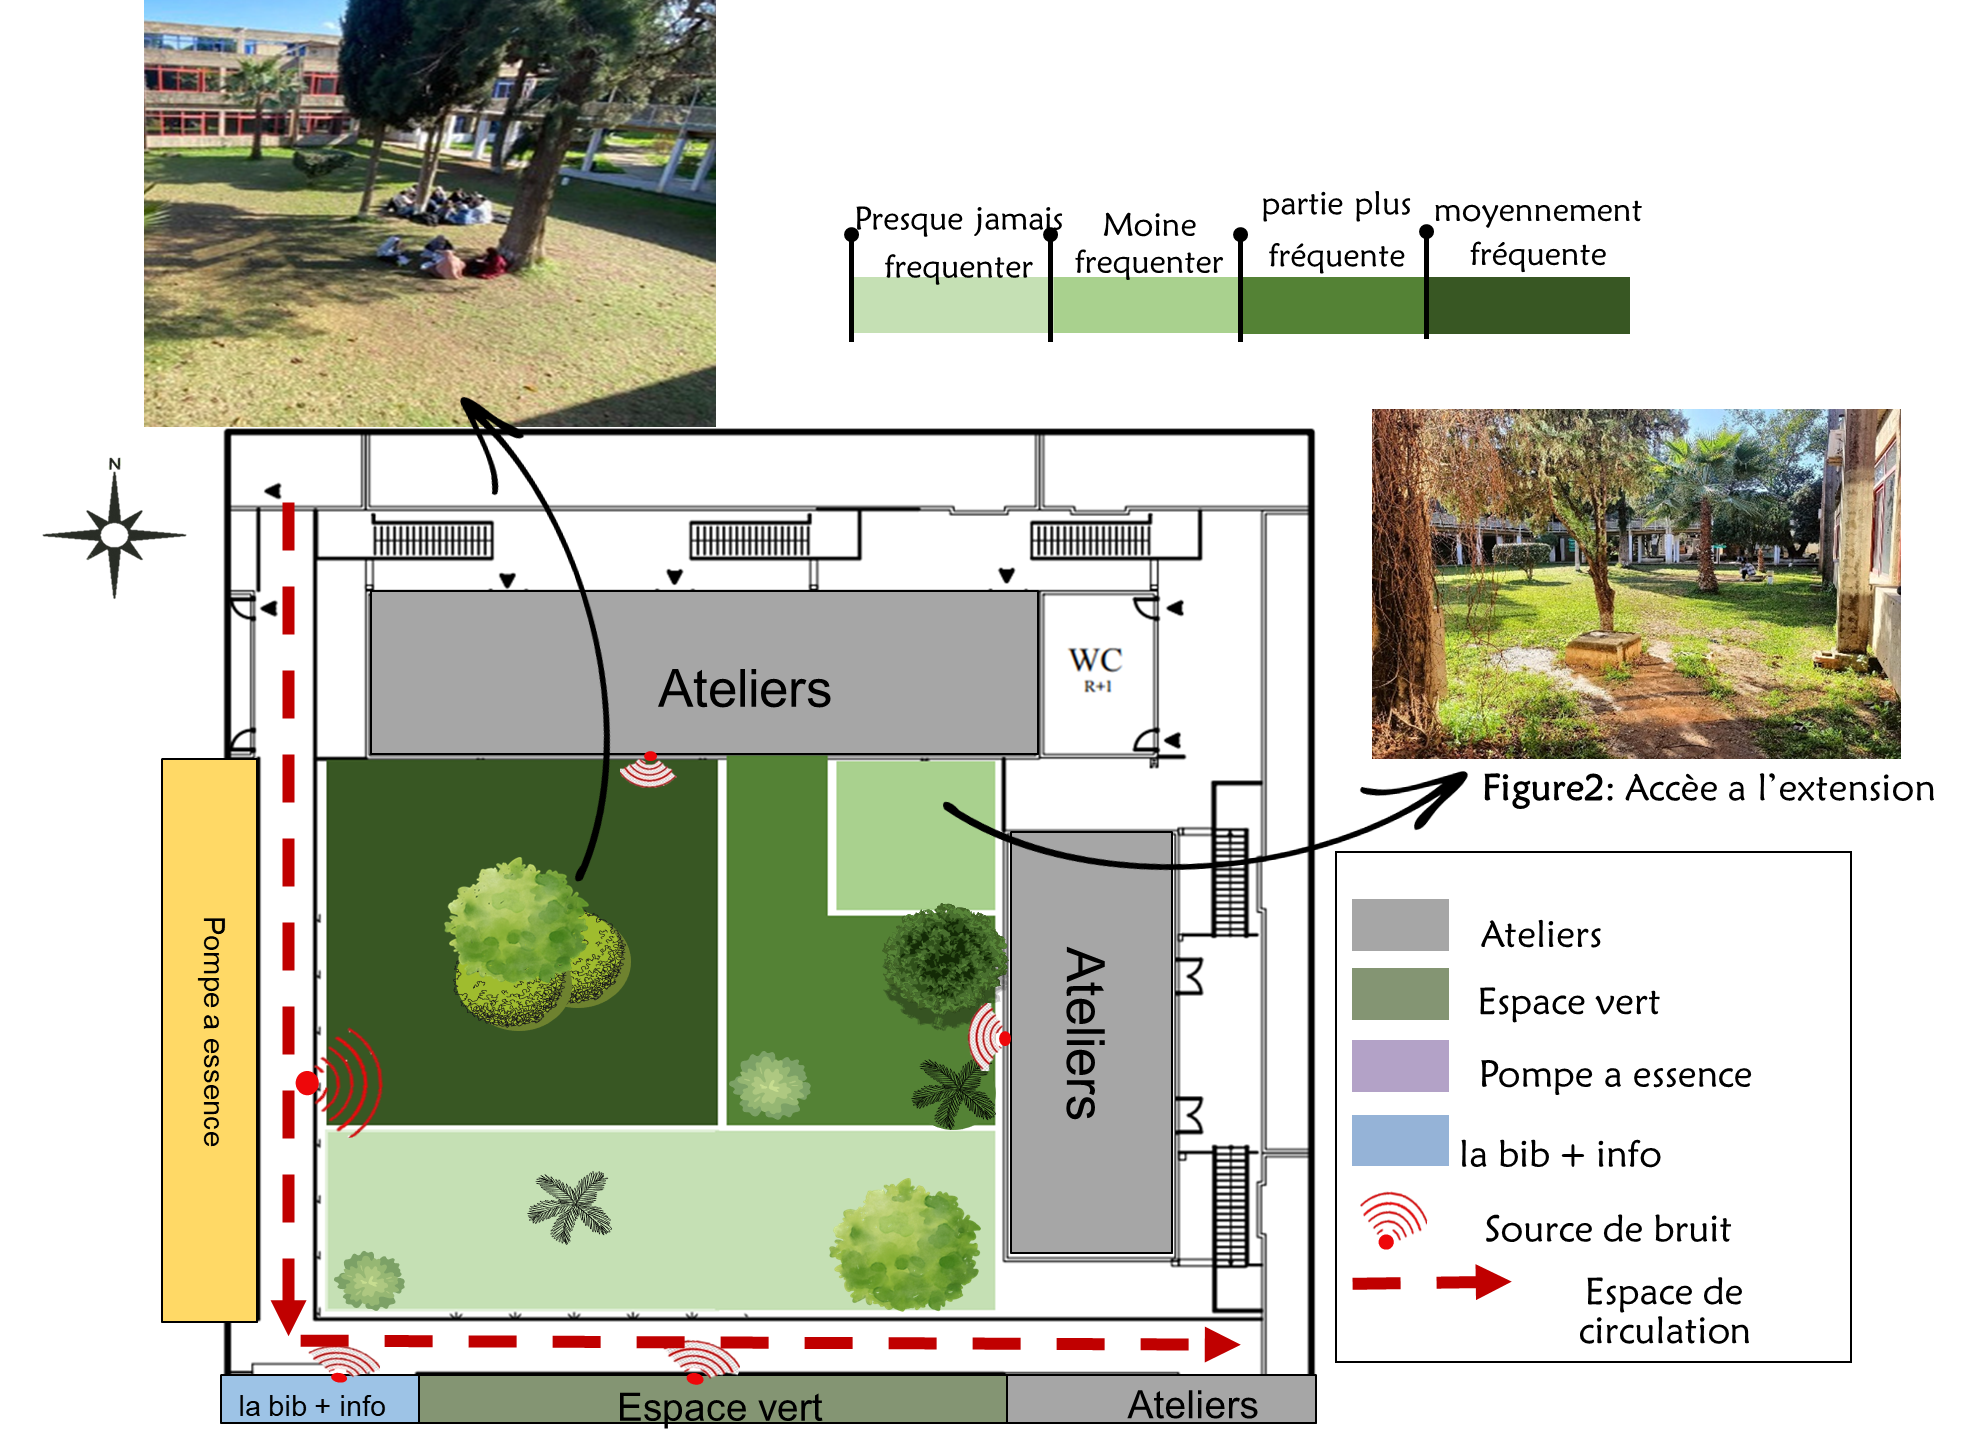 Presque jamais
frequenter
Moine
frequenter
partie plus
fréquente
moyennement
fréquente
N
Ateliers
WC
R+1
Figure2: Accèe a l'extension
Pompe a essence
Ateliers
Ateliers
Espace vert
Pompe a essence
la bib + info
Source de bruit
Espace de
circulation
la bib + info
Espace vert
Ateliers